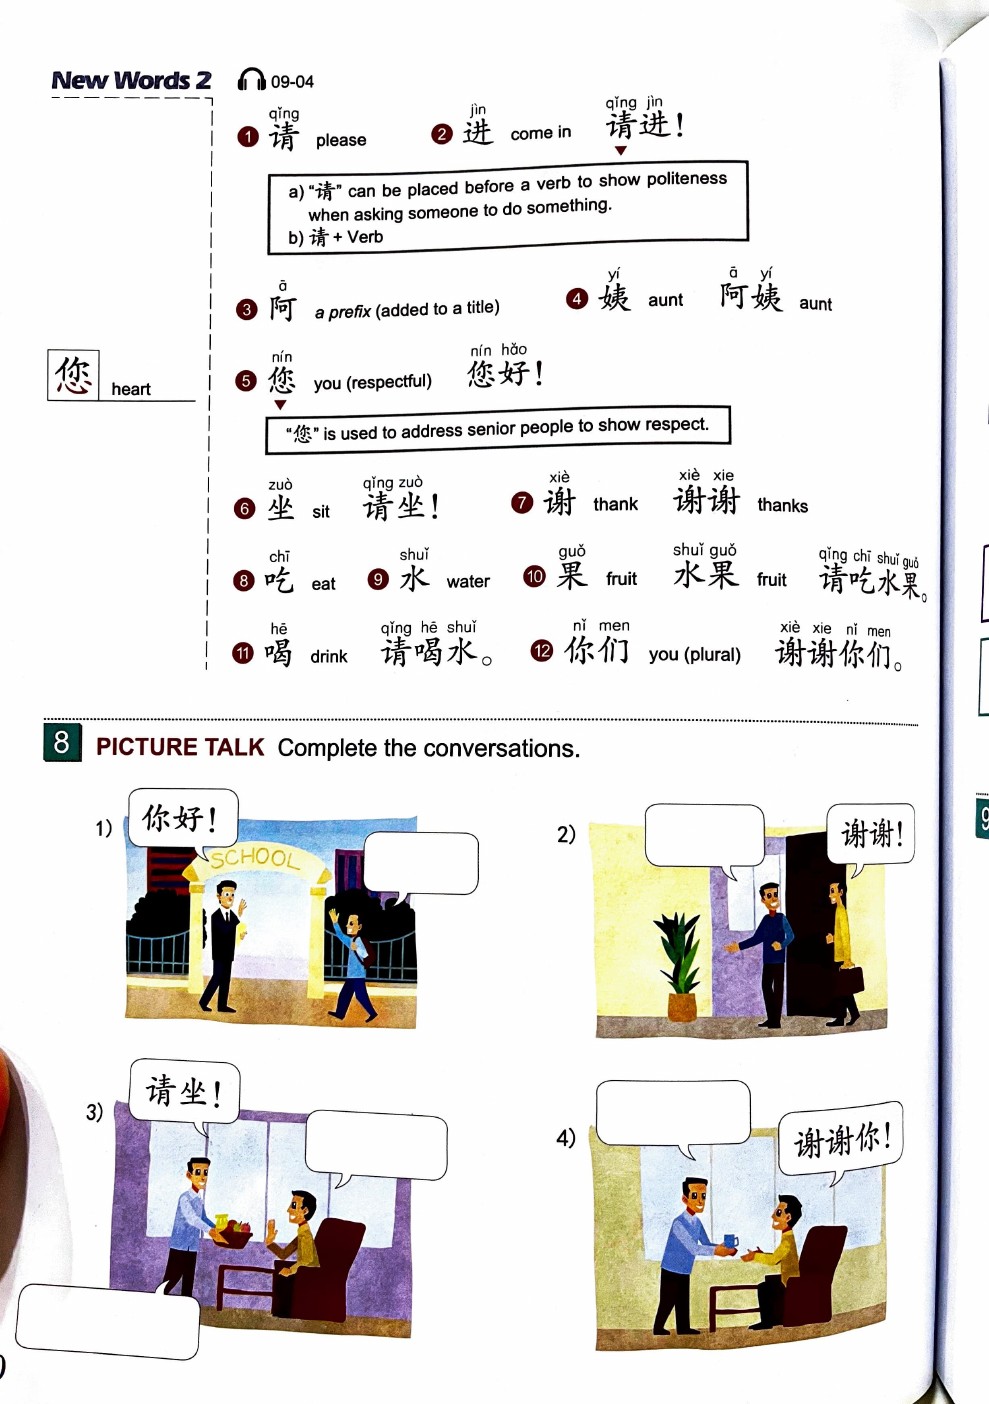 New Words 2 09-04
qǐng jìn qǐng jìn
1 请 please 2 进 come in 请进！
a) “请” can be placed before a verb to show politeness
when asking someone to do something.
b) 请 + Verb
ā yí ā yí
3 阿 a prefix (added to a title) 4 姨 aunt 阿姨 aunt
您 heart
nín nín hǎo
5 您 you (respectful) 您好！
“您” is used to address senior people to show respect.
zuò qǐng zuò xiè xiè xie
6 坐 sit 请坐！ 7 谢 thank 谢谢 thanks
chī shuǐ guǒ shuǐ guǒ qǐng chī shuǐ guǒ
8 吃 eat 9 水 water 10 果 fruit 水果 fruit 请吃水果。
hē qǐng hē shuǐ nǐ men xiè xie nǐ men
11 喝 drink 请喝水。 12 你们 you (plural) 谢谢你们。
8 PICTURE TALK Complete the conversations.
1) 你好！
SCHOOL
2) 谢谢！
3) 请坐！
4) 谢谢你！
9